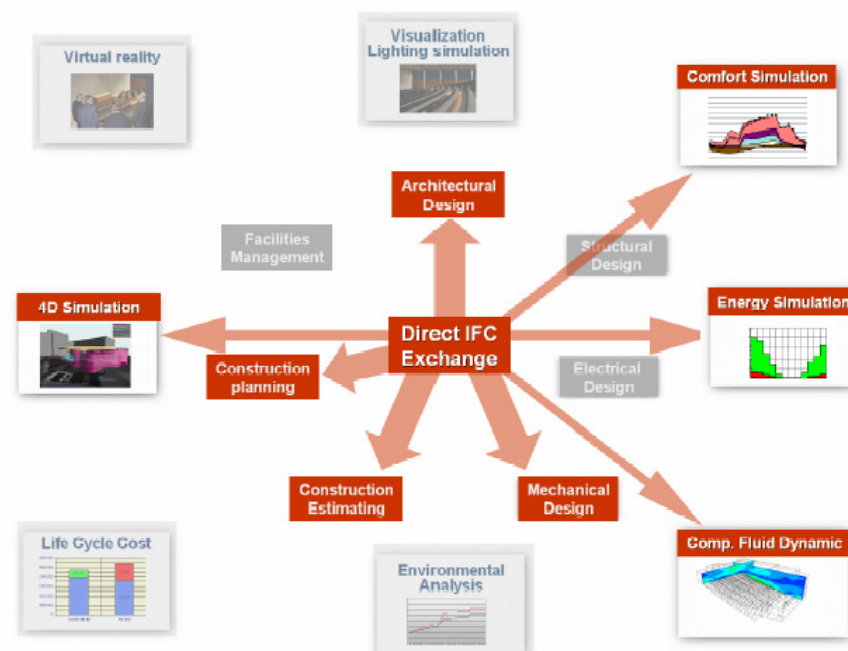 Virtual reality
Visualization
Lighting simulation
Comfort Simulation
Architectural
Design
Facilities
Management
Structural
Design
4D Simulation
Direct IFC
Exchange
Energy Simulation
Construction
planning
Electrical
Design
Construction
Estimating
Mechanical
Design
Life Cycle Cost
Environmental
Analysis
Comp. Fluid Dynamic